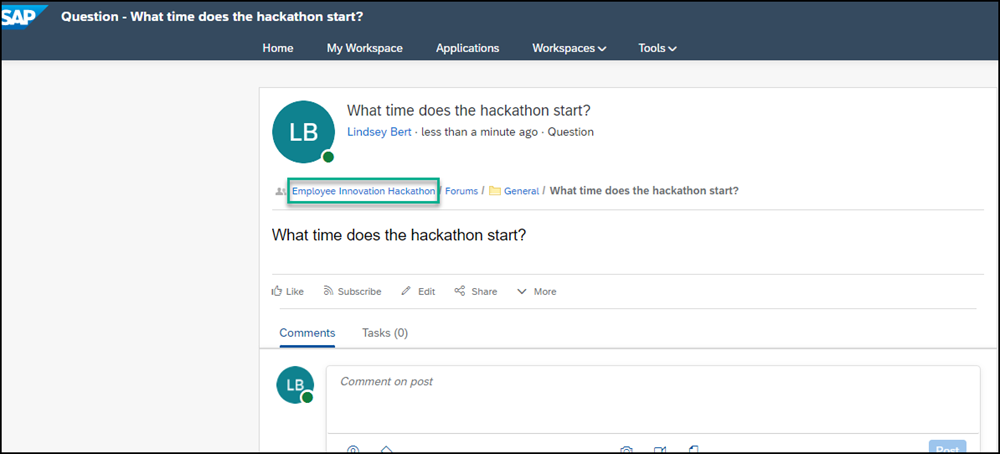 SAP Question - What time does the hackathon start?
Home My Workspace Applications Workspaces Tools
LB What time does the hackathon start?
Lindsey Bert · less than a minute ago · Question
Employee Innovation Hackathon / Forums / General / What time does the hackathon start?
What time does the hackathon start?
Like Subscribe Edit Share More
Comments Tasks (0)
LB Comment on post
Post